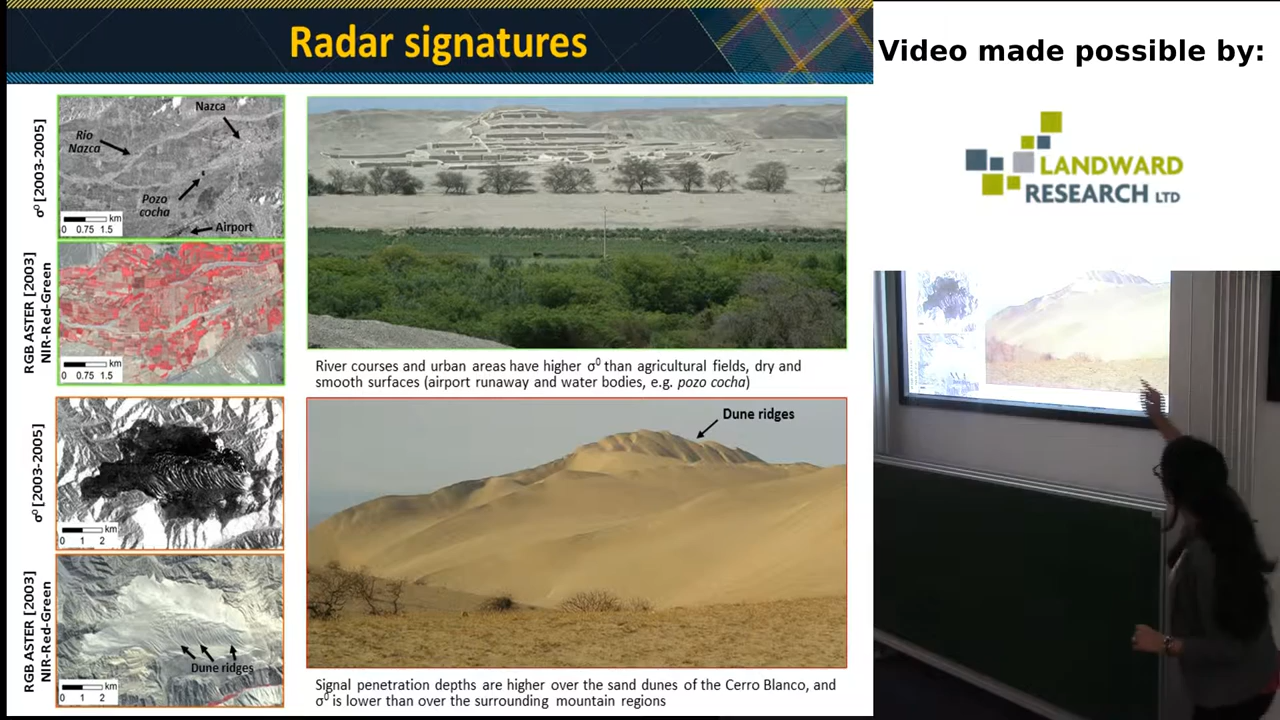 Radar signatures
Video made possible by:
LANDWARD
RESEARCH LTD
σ⁰ [2003-2005]
Nazca
Rio
Nazca
Pozo
cocha
Airport
km
0 0.75 1.5
RGB ASTER [2003]
NIR-Red-Green
km
0 0.75 1.5
River courses and urban areas have higher σ⁰ than agricultural fields, dry and
smooth surfaces (airport runaway and water bodies, e.g. pozo cocha)
σ⁰ [2003-2005]
km
0 1 2
Dune ridges
RGB ASTER [2003]
NIR-Red-Green
Dune ridges
km
0 1 2
Signal penetration depths are higher over the sand dunes of the Cerro Blanco, and
σ⁰ is lower than over the surrounding mountain regions